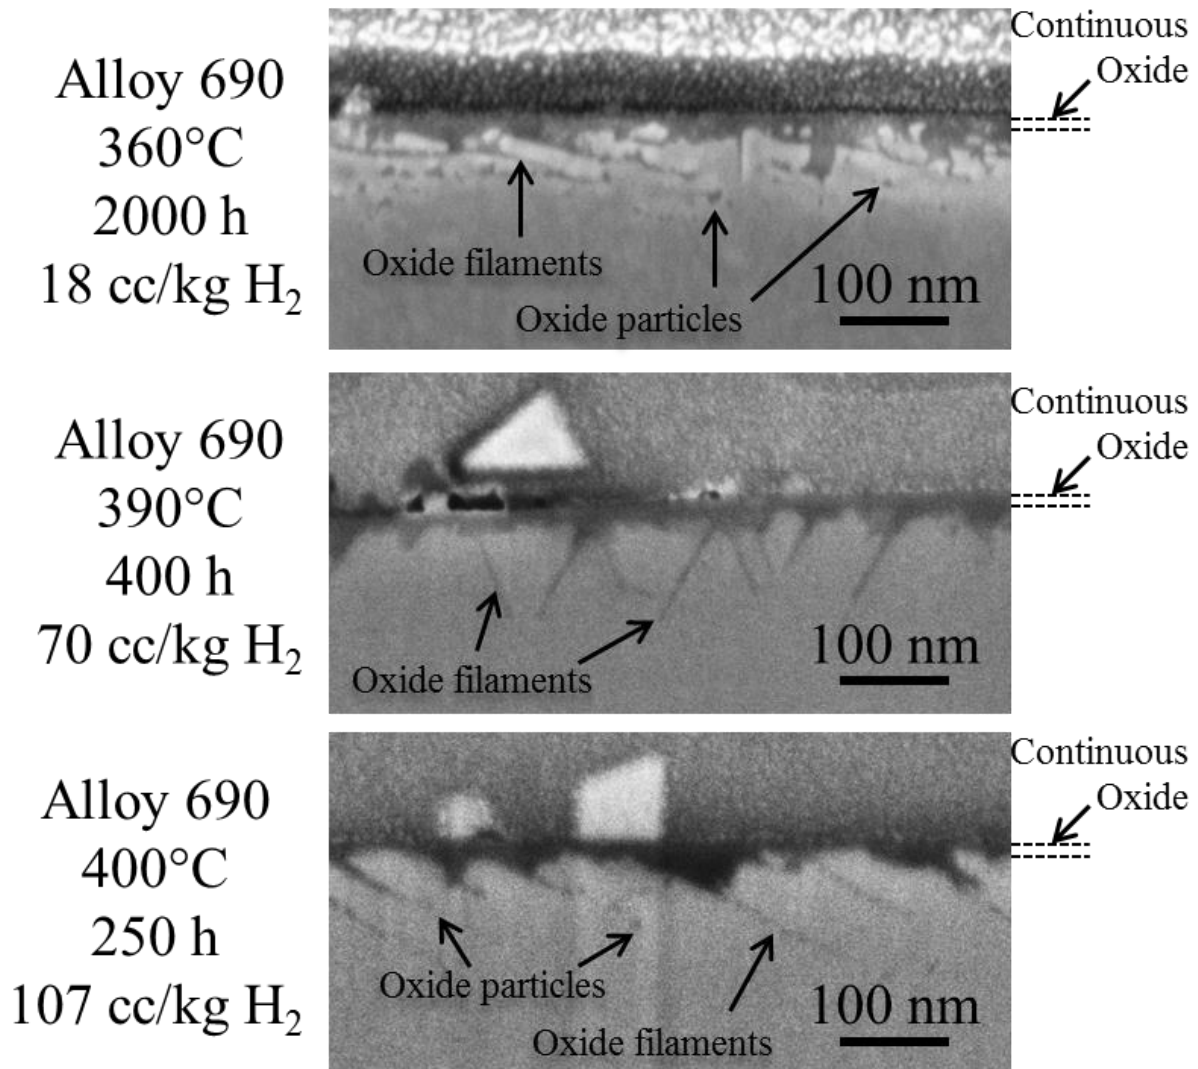 Alloy 690
360°C
2000 h
18 cc/kg H₂
Continuous
Oxide
Oxide filaments
Oxide particles
100 nm
Alloy 690
390°C
400 h
70 cc/kg H₂
Continuous
Oxide
Oxide filaments
100 nm
Alloy 690
400°C
250 h
107 cc/kg H₂
Continuous
Oxide
Oxide particles
Oxide filaments
100 nm